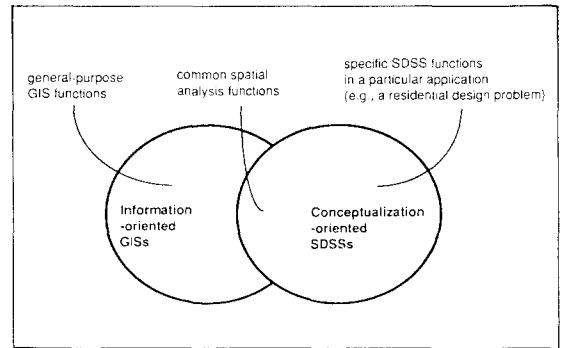 general-purpose
GIS functions
common spatial
analysis functions
specific SDSS functions
in a particular application
(e.g., a residential design problem)
Information
-oriented
GISs
Conceptualization
-oriented
SDSSs